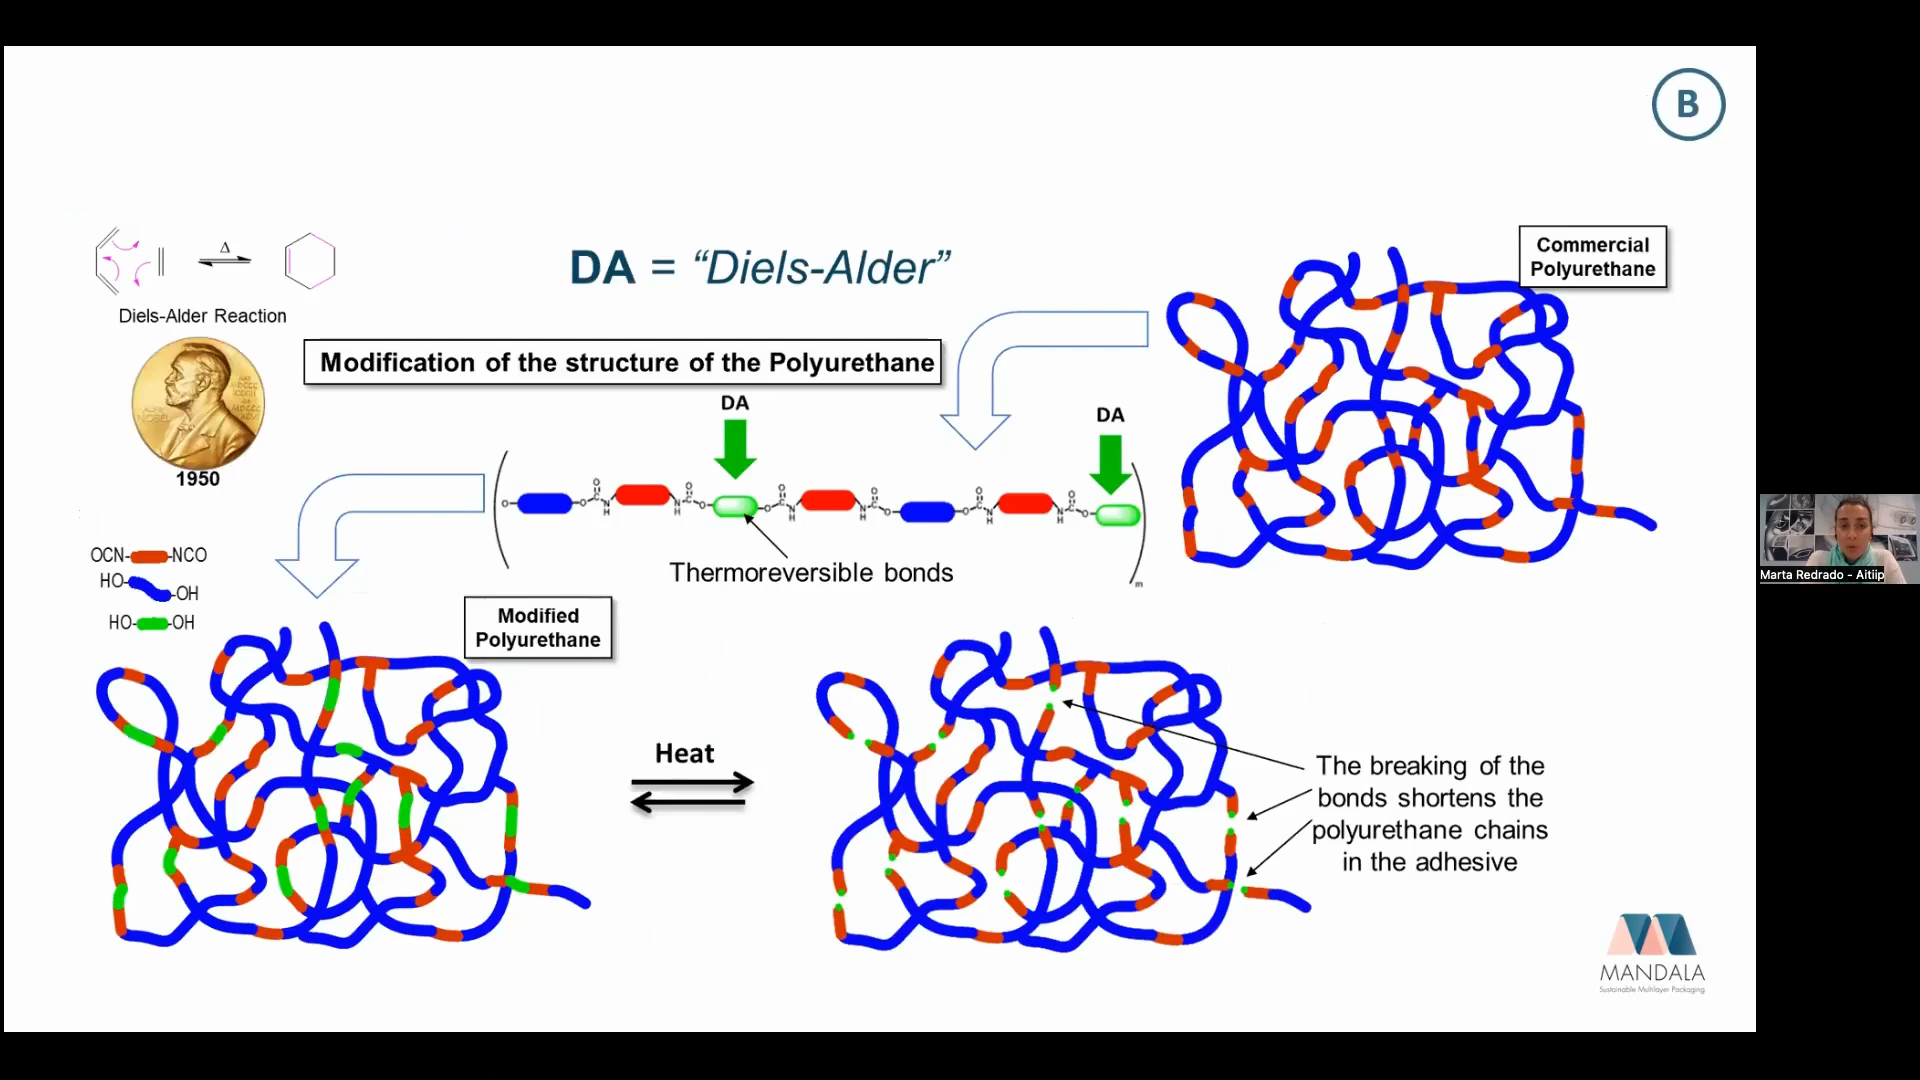 B
Δ
Diels-Alder Reaction
1950
DA = “Diels-Alder”
Commercial
Polyurethane
Modification of the structure of the Polyurethane
DA
DA
Thermoreversible bonds
OCN NCO
HO OH
HO OH
Modified
Polyurethane
Heat
The breaking of the
bonds shortens the
polyurethane chains
in the adhesive
MANDALA
Sustainable Multilayer Packaging
Marta Redrado - Aitiip